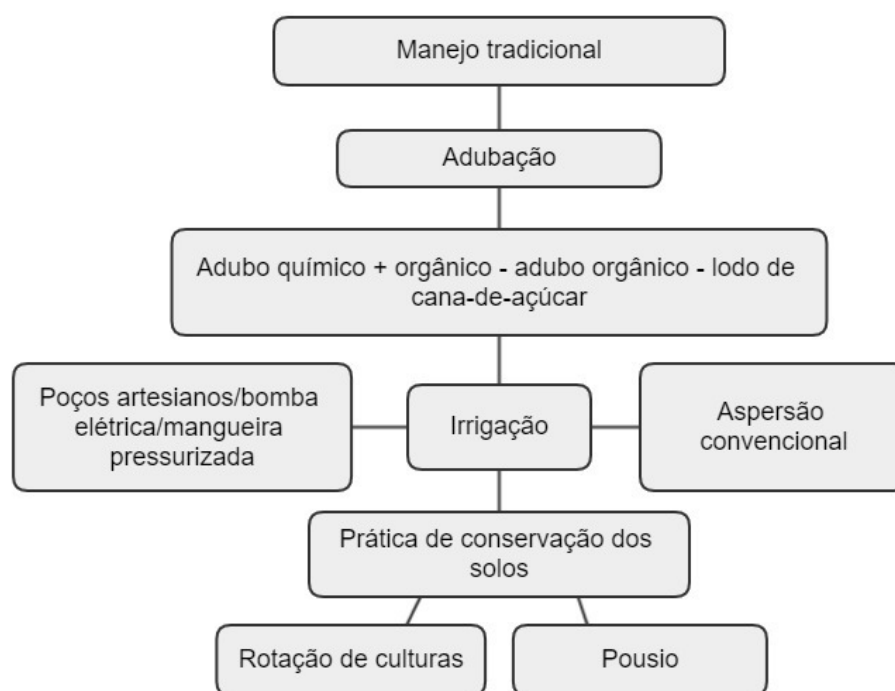 Manejo tradicional
Adubação
Adubo químico + orgânico - adubo orgânico - lodo de
cana-de-açúcar
Poços artesianos/bomba
elétrica/mangueira
pressurizada
Irrigação
Aspersão
convencional
Prática de conservação dos
solos
Rotação de culturas
Pousio